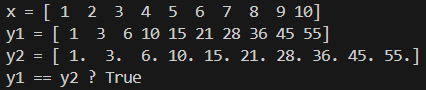 x = [ 1  2  3  4  5  6  7  8  9 10]
y1 = [ 1  3  6 10 15 21 28 36 45 55]
y2 = [ 1.  3.  6. 10. 15. 21. 28. 36. 45. 55.]
y1 == y2 ? True